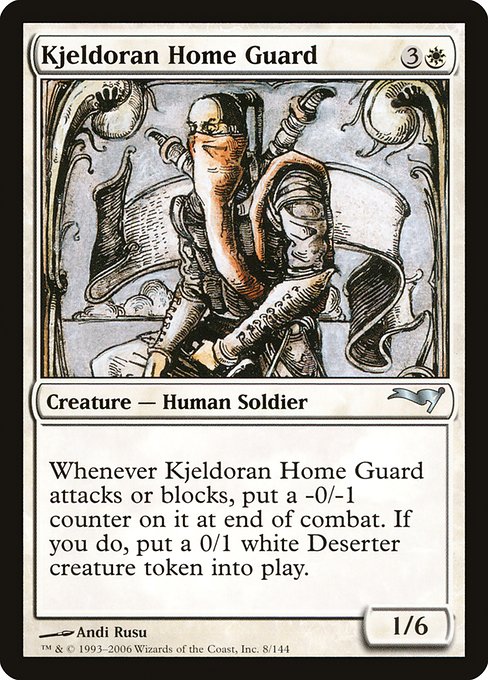 Kjeldoran Home Guard 3
Creature — Human Soldier
Whenever Kjeldoran Home Guard
attacks or blocks, put a -0/-1
counter on it at end of combat. If
you do, put a 0/1 white Deserter
creature token into play.
Andi Rusu
™ & © 1993–2006 Wizards of the Coast, Inc. 8/144
1/6